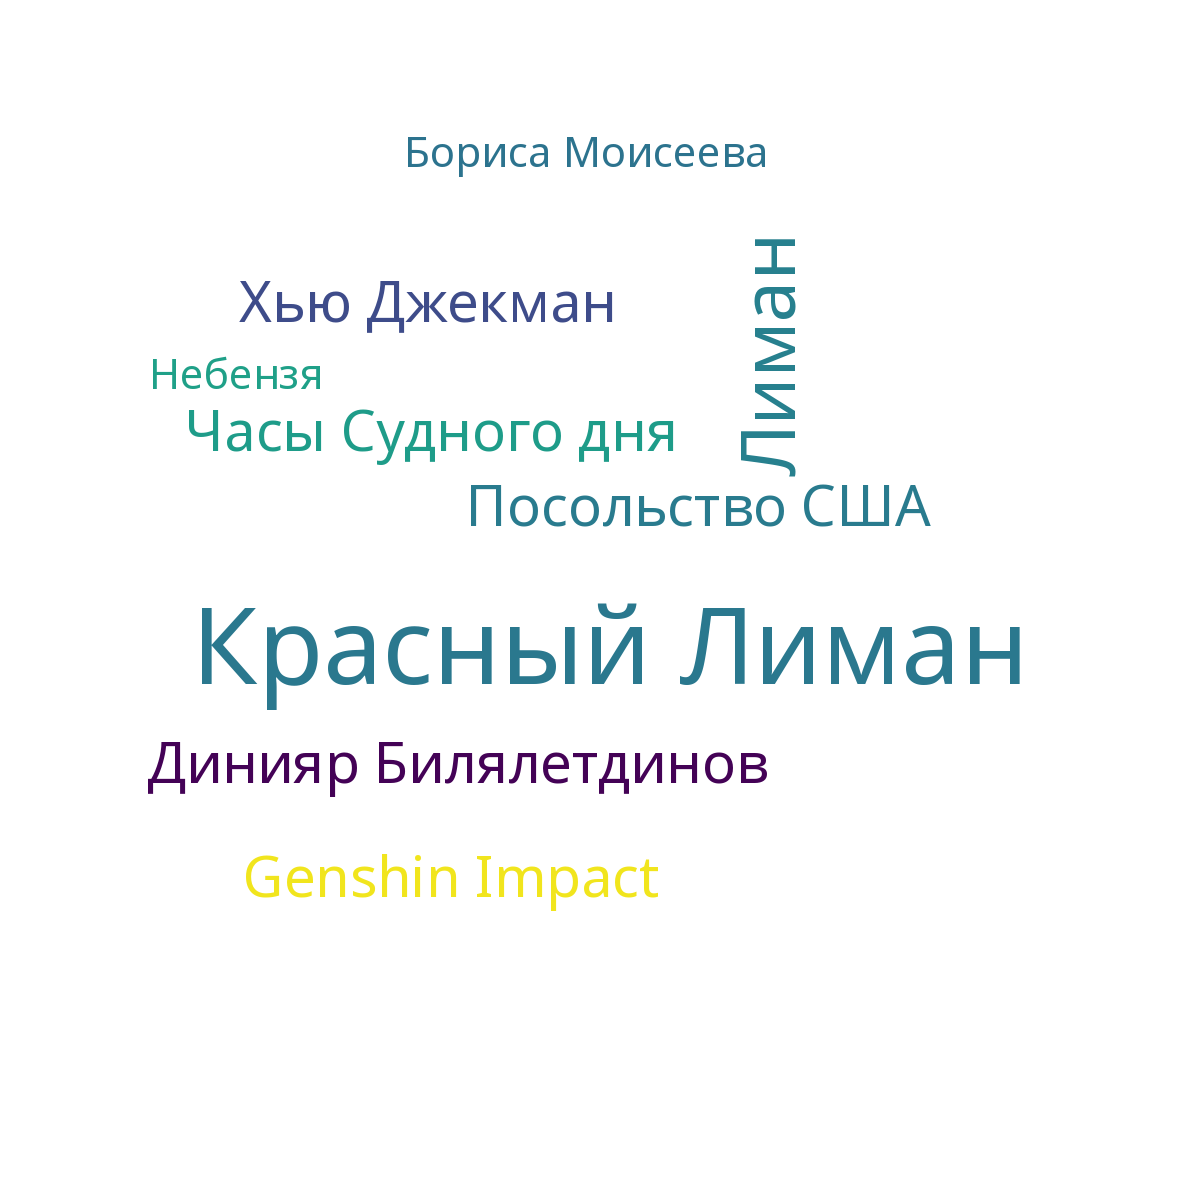 Бориса Моисеева
Лиман
Хью Джекман
Небензя
Часы Судного дня
Посольство США
Красный Лиман
Динияр Билялетдинов
Genshin Impact